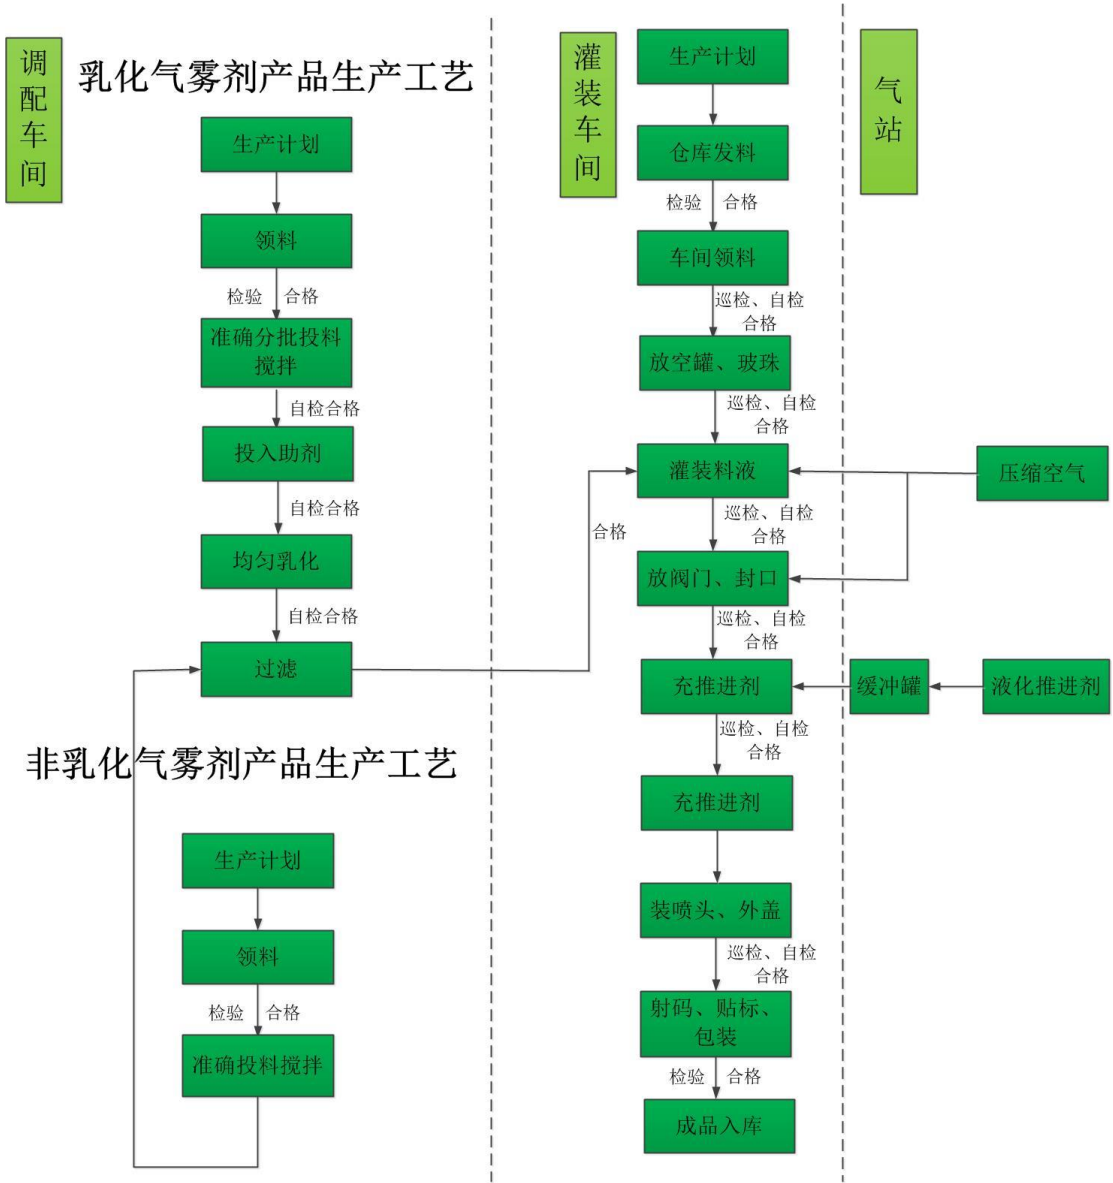 调
配
车
间
乳化气雾剂产品生产工艺
生产计划
领料
检验 合格
准确分批投料
搅拌
自检合格
投入助剂
自检合格
均匀乳化
自检合格
过滤
合格
非乳化气雾剂产品生产工艺
生产计划
领料
检验 合格
准确投料搅拌
灌
装
车
间
生产计划
仓库发料
检验 合格
车间领料
巡检、自检
合格
放空罐、玻珠
巡检、自检
合格
灌装料液
巡检、自检
合格
放阀门、封口
巡检、自检
合格
充推进剂
巡检、自检
合格
充推进剂
装喷头、外盖
巡检、自检
合格
射码、贴标、
包装
检验 合格
成品入库
气
站
压缩空气
缓冲罐
液化推进剂